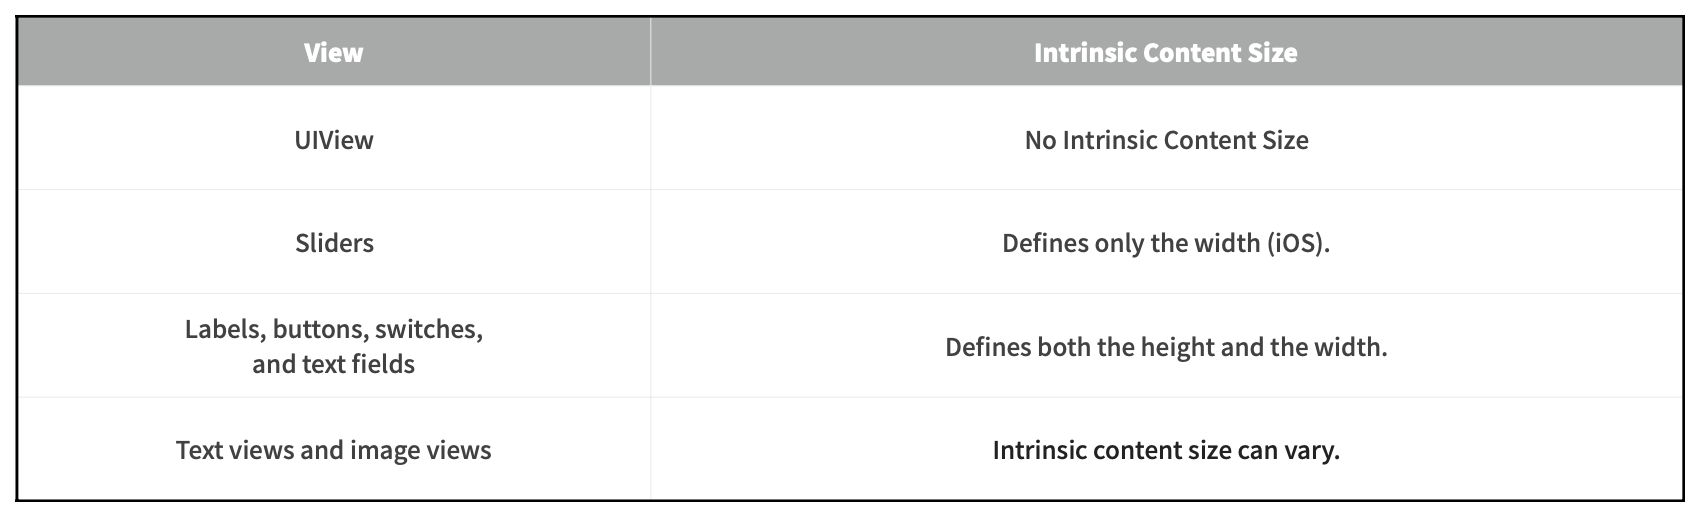 View
Intrinsic Content Size
UIView
No Intrinsic Content Size
Sliders
Defines only the width (iOS).
Labels, buttons, switches,
and text fields
Defines both the height and the width.
Text views and image views
Intrinsic content size can vary.